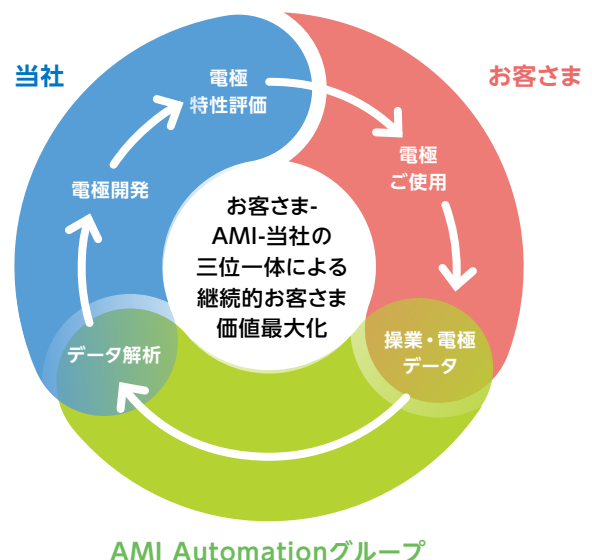 当社
お客さま
電極
特性評価
電極
ご使用
電極開発
お客さま-
AMI-当社の
三位一体による
継続的お客さま
価値最大化
データ解析
操業・電極
データ
AMI Automationグループ